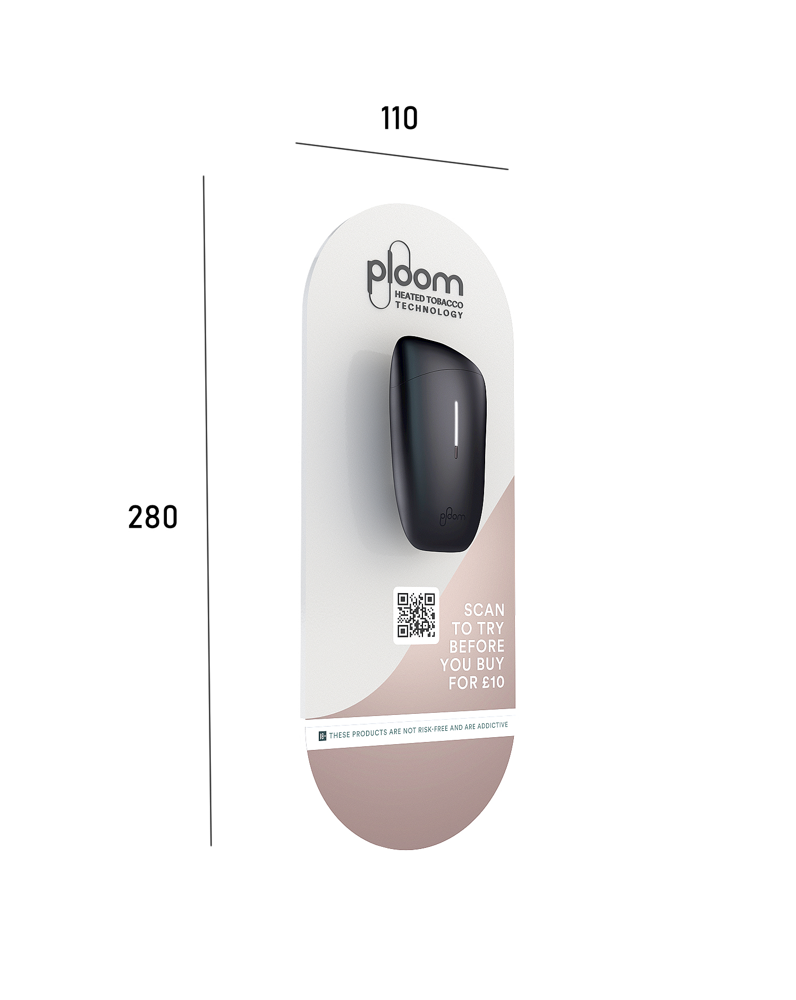 110
280
ploom
HEATED TOBACCO
TECHNOLOGY
ploom
SCAN
TO TRY
BEFORE
YOU BUY
FOR £10
18+ THESE PRODUCTS ARE NOT RISK-FREE AND ARE ADDICTIVE